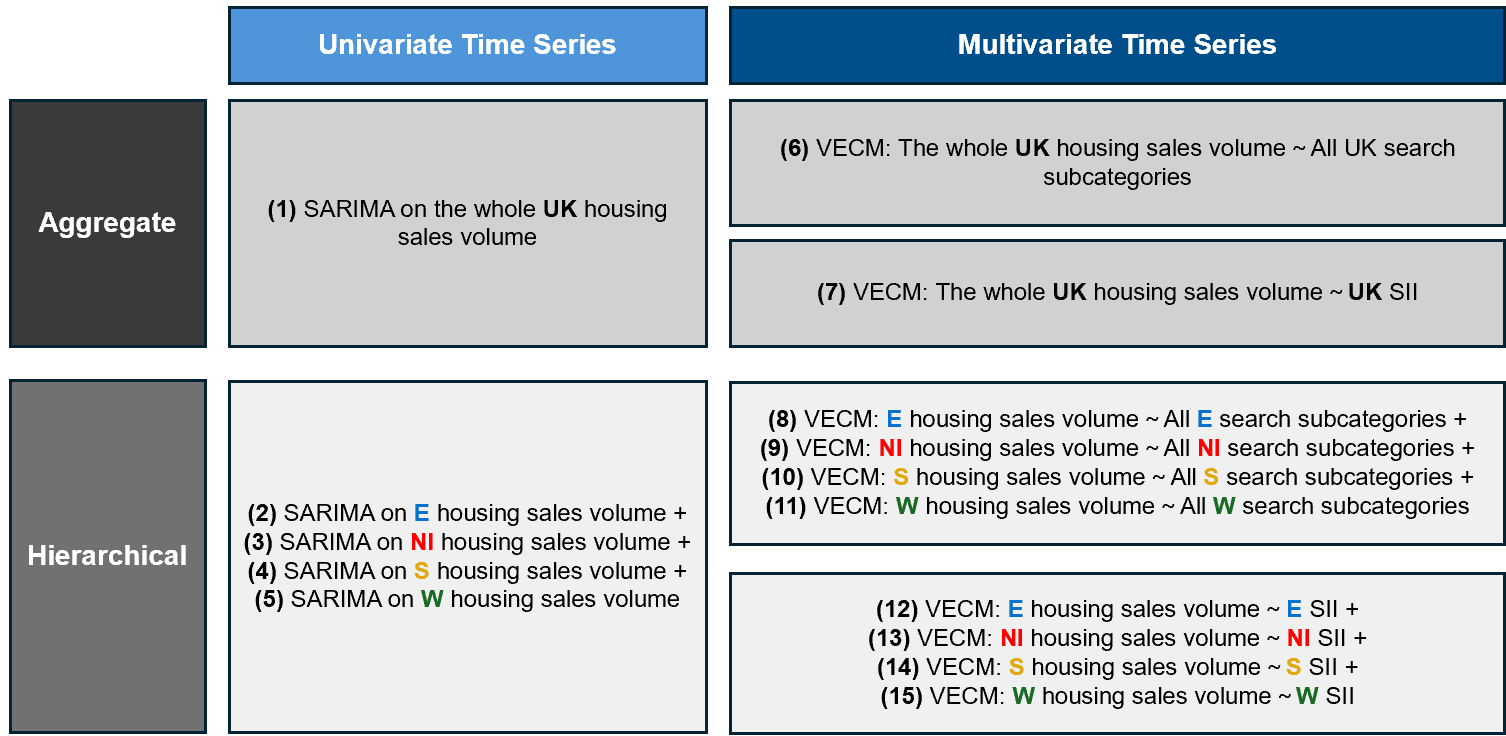 Univariate Time Series
Multivariate Time Series
Aggregate
(1) SARIMA on the whole UK housing
sales volume
(6) VECM: The whole UK housing sales volume ~ All UK search
subcategories
(7) VECM: The whole UK housing sales volume ~ UK SII
Hierarchical
(2) SARIMA on E housing sales volume +
(3) SARIMA on NI housing sales volume +
(4) SARIMA on S housing sales volume +
(5) SARIMA on W housing sales volume
(8) VECM: E housing sales volume ~ All E search subcategories +
(9) VECM: NI housing sales volume ~ All NI search subcategories +
(10) VECM: S housing sales volume ~ All S search subcategories +
(11) VECM: W housing sales volume ~ All W search subcategories
(12) VECM: E housing sales volume ~ E SII +
(13) VECM: NI housing sales volume ~ NI SII +
(14) VECM: S housing sales volume ~ S SII +
(15) VECM: W housing sales volume ~ W SII